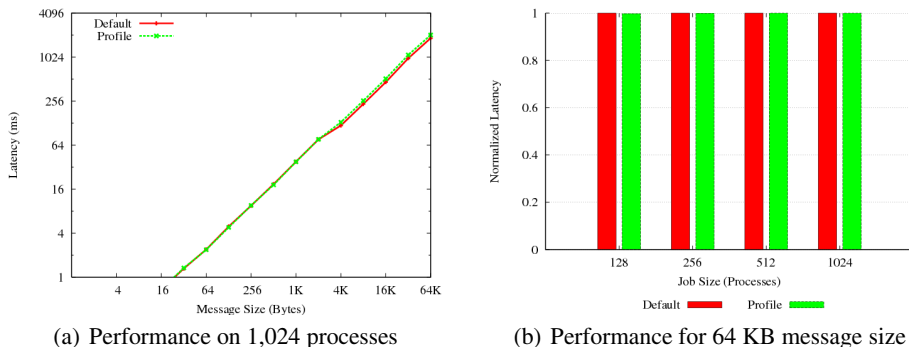 4096
1024
256
64
16
4
1
Latency (ms)
Default
Profile
4 16 64 256 1K 4K 16K 64K
Message Size (Bytes)
(a) Performance on 1,024 processes
1
0.8
0.6
0.4
0.2
0
Normalized Latency
128 256 512 1024
Job Size (Processes)
Default Profile
(b) Performance for 64 KB message size